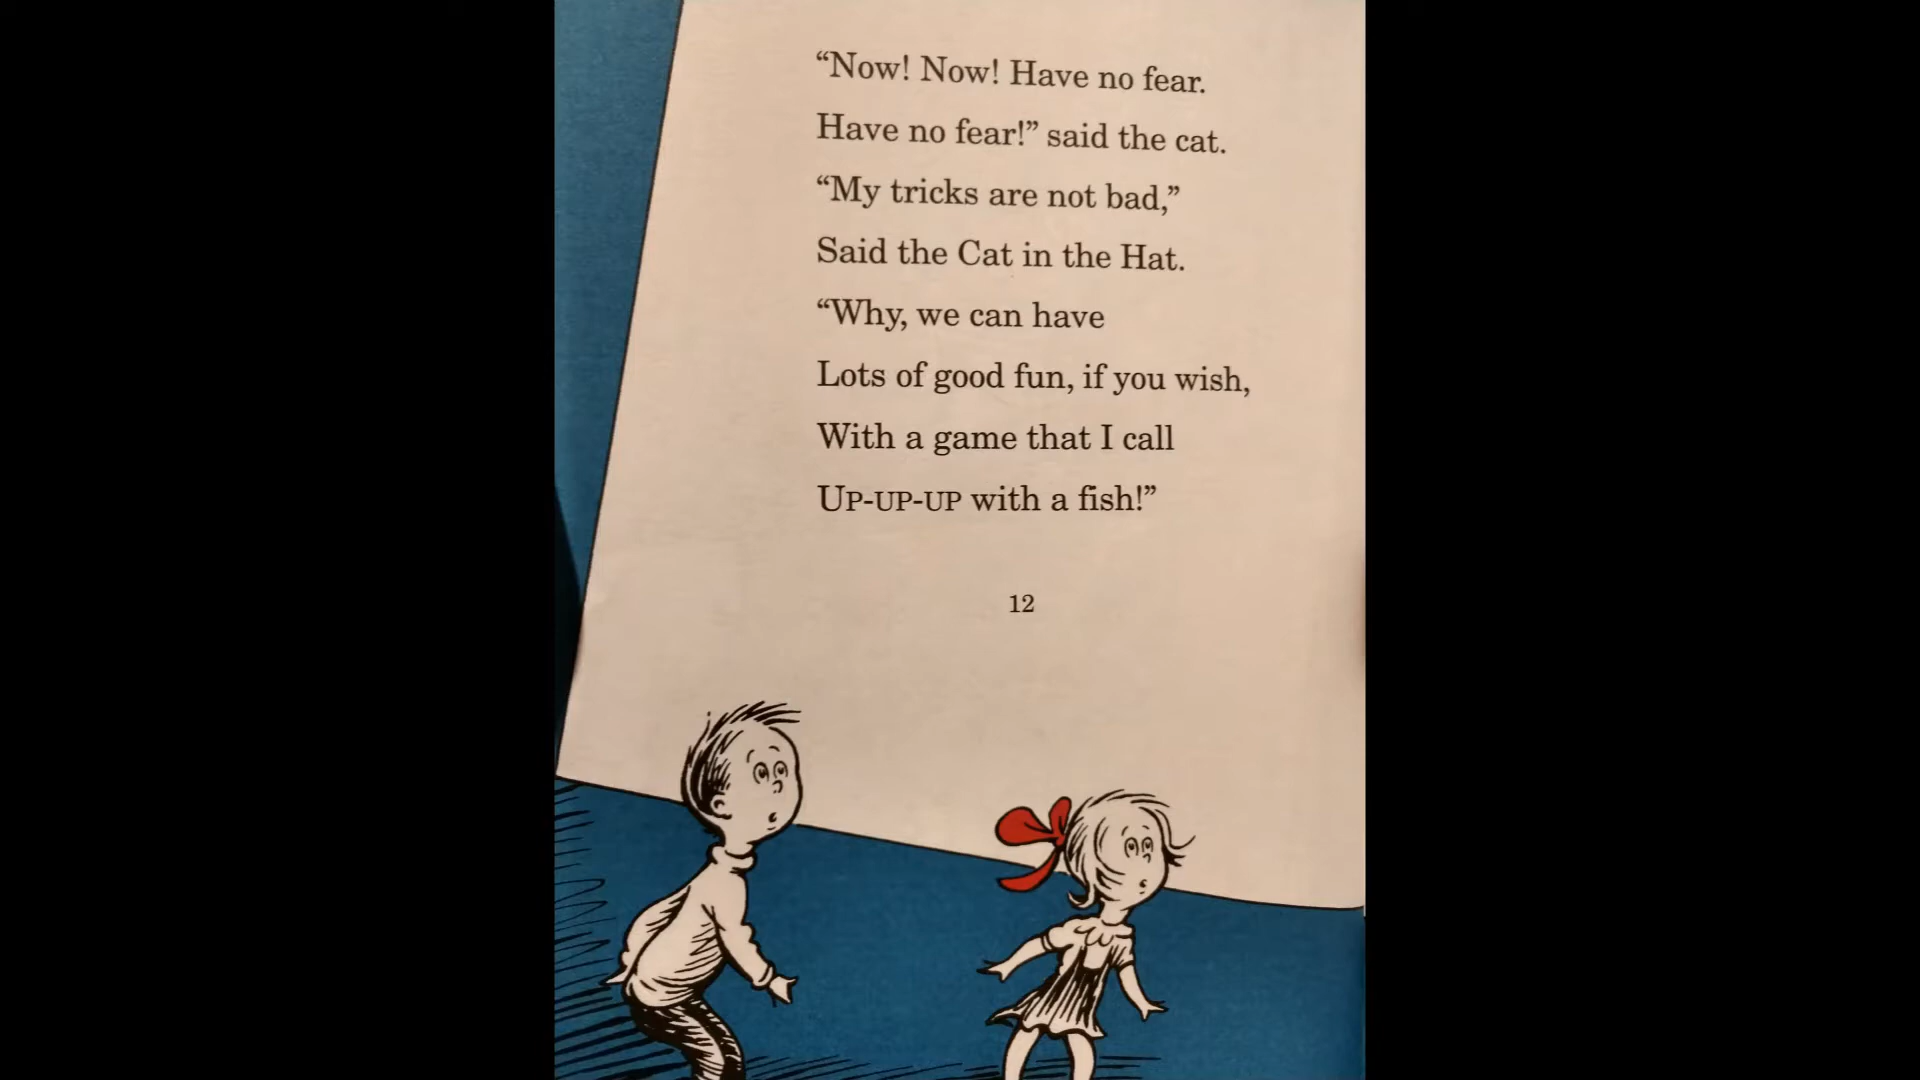 “Now! Now! Have no fear.
Have no fear!” said the cat.
“My tricks are not bad,”
Said the Cat in the Hat.
“Why, we can have
Lots of good fun, if you wish,
With a game that I call
UP-UP-UP with a fish!”
12